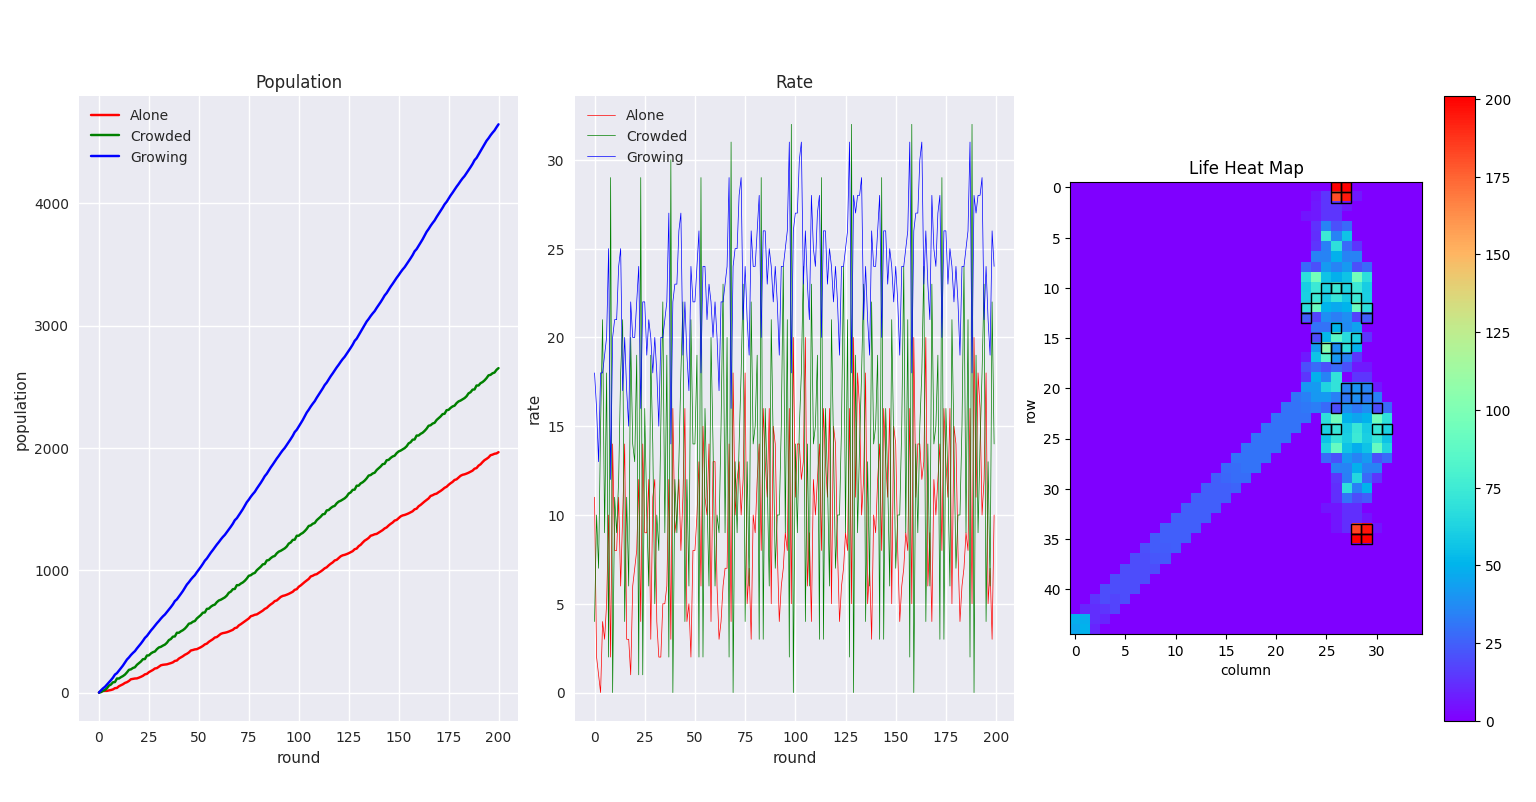 Population
Alone
Crowded
Growing
population
4000
3000
2000
1000
0
0 25 50 75 100 125 150 175 200
round
Rate
Alone
Crowded
Growing
rate
30
25
20
15
10
5
0
0 25 50 75 100 125 150 175 200
round
Life Heat Map
row
0
5
10
15
20
25
30
35
40
0 5 10 15 20 25 30
column
200
175
150
125
100
75
50
25
0